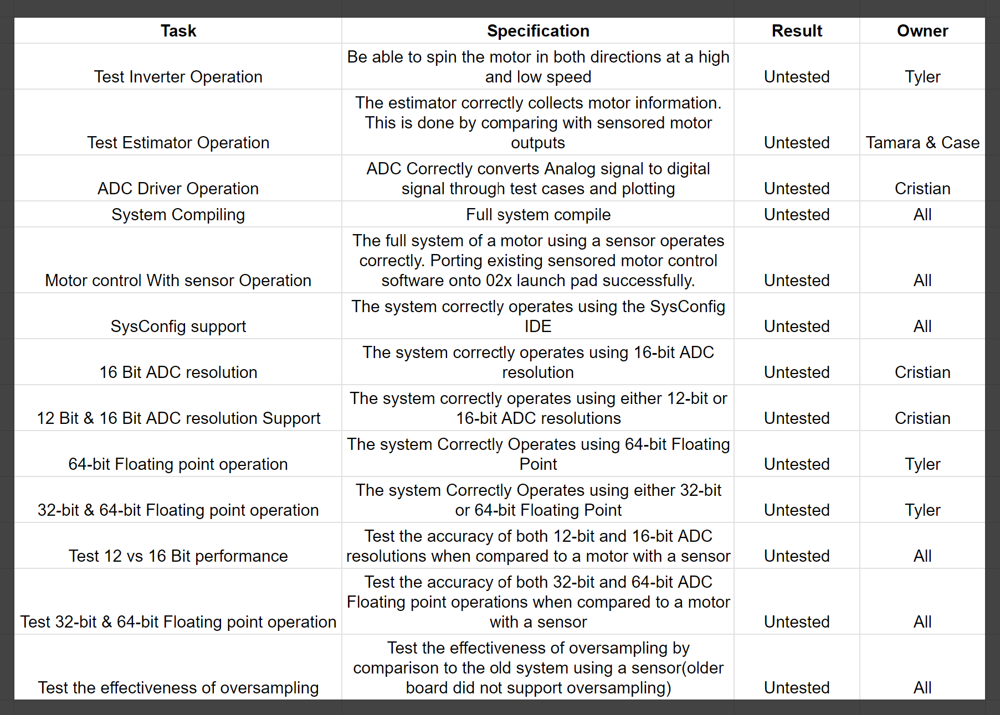 Task Specification Result Owner
Be able to spin the motor in both directions at a high
Test Inverter Operation and low speed Untested Tyler
The estimator correctly collects motor information.
This is done by comparing with sensored motor
Test Estimator Operation outputs Untested Tamara & Case
ADC Correctly converts Analog signal to digital
ADC Driver Operation signal through test cases and plotting Untested Cristian
System Compiling Full system compile Untested All
The full system of a motor using a sensor operates
correctly. Porting existing sensored motor control
Motor control With sensor Operation software onto 02x launch pad successfully. Untested All
The system correctly operates using the SysConfig
SysConfig support IDE Untested All
The system correctly operates using 16-bit ADC
16 Bit ADC resolution resolution Untested Cristian
The system correctly operates using either 12-bit or
12 Bit & 16 Bit ADC resolution Support 16-bit ADC resolutions Untested Cristian
The system Correctly Operates using 64-bit Floating
64-bit Floating point operation Point Untested Tyler
The system Correctly Operates using either 32-bit
32-bit & 64-bit Floating point operation or 64-bit Floating Point Untested Tyler
Test the accuracy of both 12-bit and 16-bit ADC
Test 12 vs 16 Bit performance resolutions when compared to a motor with a sensor Untested All
Test the accuracy of both 32-bit and 64-bit ADC
Floating point operations when compared to a motor
Test 32-bit & 64-bit Floating point operation with a sensor Untested All
Test the effectiveness of oversampling by
comparison to the old system using a sensor(older
Test the effectiveness of oversampling board did not support oversampling) Untested All